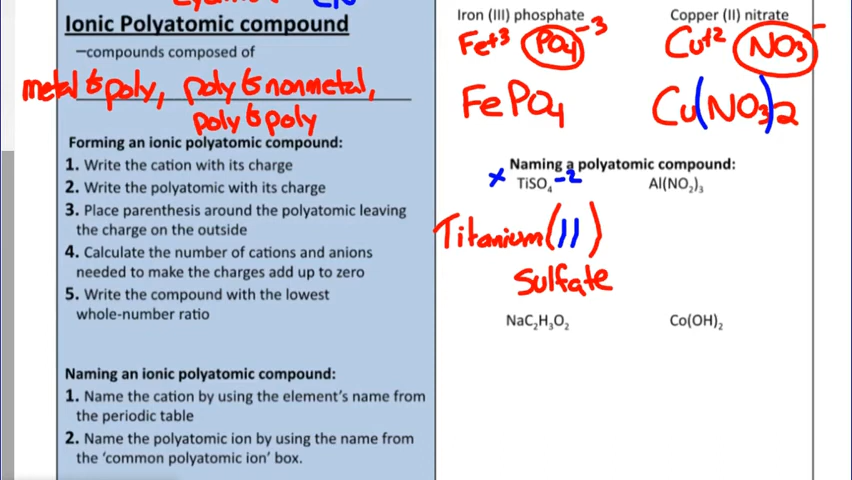 Ionic Polyatomic compound
—compounds composed of
metal & poly, poly & nonmetal,
poly & poly
Forming an ionic polyatomic compound:
1. Write the cation with its charge
2. Write the polyatomic with its charge
3. Place parenthesis around the polyatomic leaving
the charge on the outside
4. Calculate the number of cations and anions
needed to make the charges add up to zero
5. Write the compound with the lowest
whole-number ratio
Naming an ionic polyatomic compound:
1. Name the cation by using the element's name from
the periodic table
2. Name the polyatomic ion by using the name from
the 'common polyatomic ion' box.
Iron (III) phosphate
Fe+3 PO4-3
FePO4
Copper (II) nitrate
Cu+2 NO3-
Cu(NO3)2
Naming a polyatomic compound:
x TiSO₄ -2
Titanium (II)
Sulfate
Al(NO₂)₃
NaC₂H₃O₂
Co(OH)₂